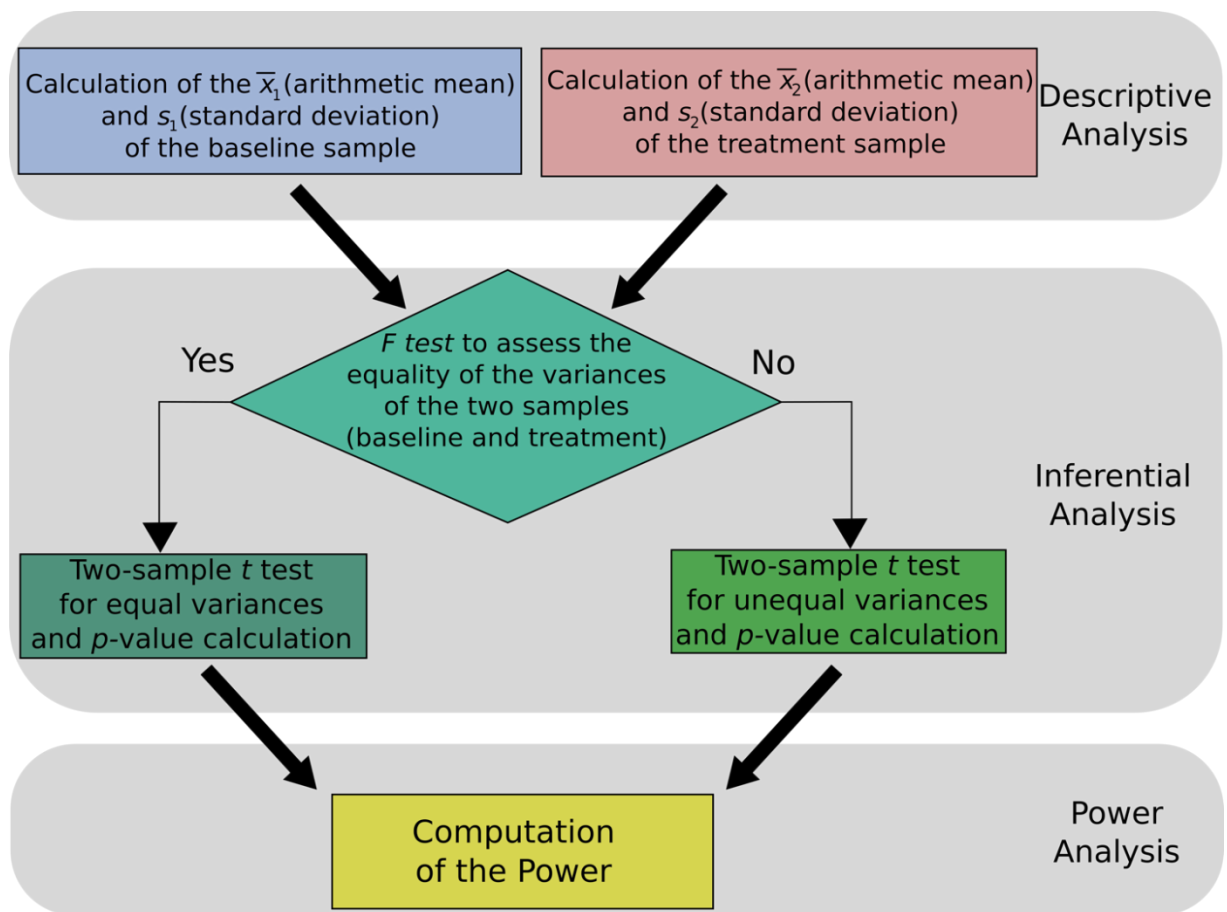 Calculation of the x̅₁(arithmetic mean)
and s₁(standard deviation)
of the baseline sample
Calculation of the x̅₂(arithmetic mean)
and s₂(standard deviation)
of the treatment sample
Descriptive
Analysis
Yes
F test to assess the
equality of the variances
of the two samples
(baseline and treatment)
No
Inferential
Analysis
Two-sample t test
for equal variances
and p-value calculation
Two-sample t test
for unequal variances
and p-value calculation
Computation
of the Power
Power
Analysis